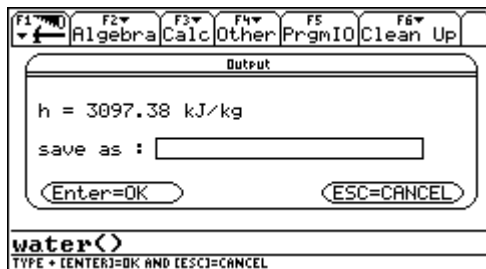 F1 F2 F3 F4 F5 F6
Algebra Calc Other PrgmIO Clean Up
Output
h = 3097.38 kJ/kg
save as :
Enter=OK ESC=CANCEL
water()
TYPE + [ENTER]=OK AND [ESC]=CANCEL